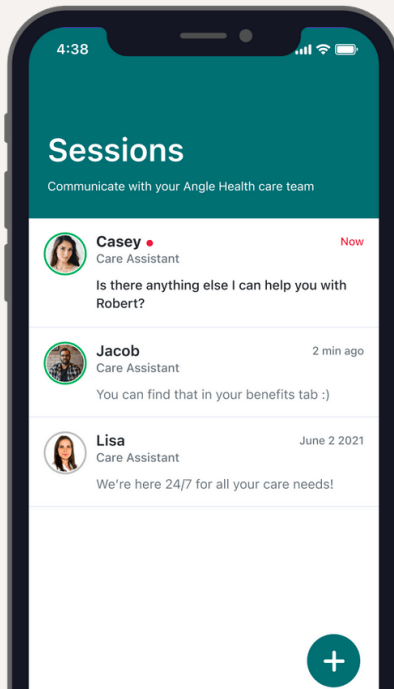 4:38
Sessions
Communicate with your Angle Health care team
Casey
Now
Care Assistant
Is there anything else I can help you with
Robert?
Jacob
2 min ago
Care Assistant
You can find that in your benefits tab :)
Lisa
June 2 2021
Care Assistant
We're here 24/7 for all your care needs!
+